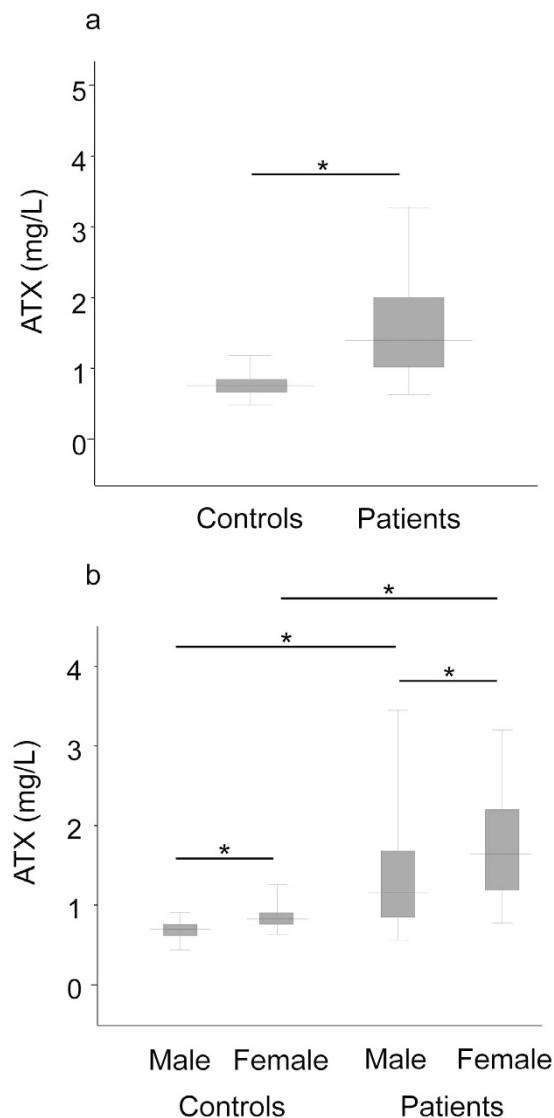 a
5
4
3
2
1
0
ATX (mg/L)
*
Controls Patients
b
4
3
2
1
0
ATX (mg/L)
*
*
*
*
Male Female Male Female
Controls Patients